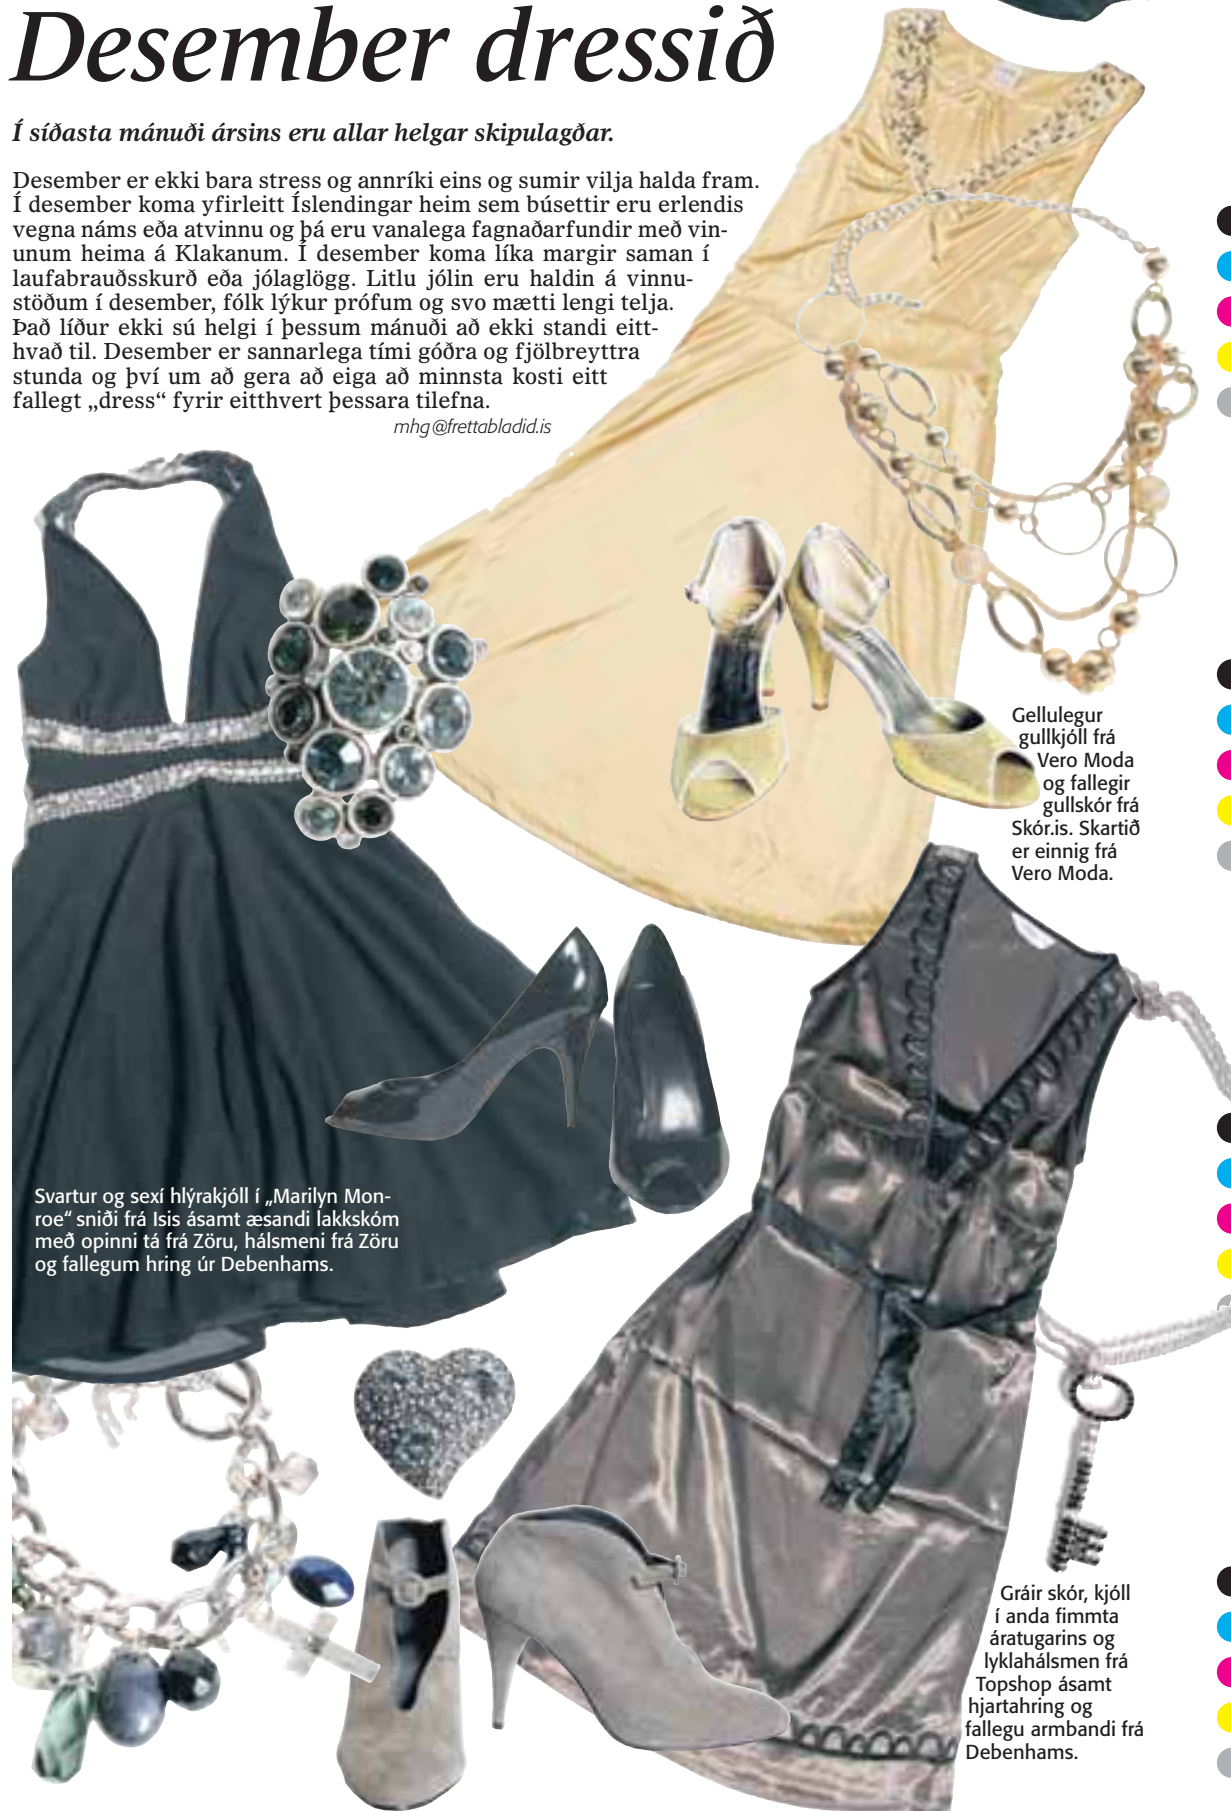 Desember dressið
Í síðasta mánuði ársins eru allar helgar skipulagðar.
Desember er ekki bara stress og annríki eins og sumir vilja halda fram.
Í desember koma yfirleitt Íslendingar heim sem búsettir eru erlendis
vegna náms eða atvinnu og þá eru vanalega fagnaðarfundir með vin-
unum heima á Klakanum. Í desember koma líka margir saman í
laufabrauðsskurð eða jólaglögg. Litlu jólin eru haldin á vinnu-
stöðum í desember, fólk lýkur prófum og svo mætti lengi telja.
Það líður ekki sú helgi í þessum mánuði að ekki standi eitt-
hvað til. Desember er sannarlega tími góðra og fjölbreyttra
stunda og því um að gera að eiga að minnsta kosti eitt
fallegt „dress“ fyrir eitthvert þessara tilefna.
mhg@frettabladid.is
Gellulegur
gullkjóll frá
Vero Moda
og fallegir
gullskór frá
Skór.is. Skartið
er einnig frá
Vero Moda.
Svartur og sexí hlýrakjóll í „Marilyn Mon-
roe“ sniði frá Isis ásamt æsandi lakkskóm
með opinni tá frá Zöru, hálsmeni frá Zöru
og fallegum hring úr Debenhams.
Gráir skór, kjóll
í anda fimmta
áratugarins og
lyklahálsmen frá
Topshop ásamt
hjartahring og
fallegu armbandi frá
Debenhams.